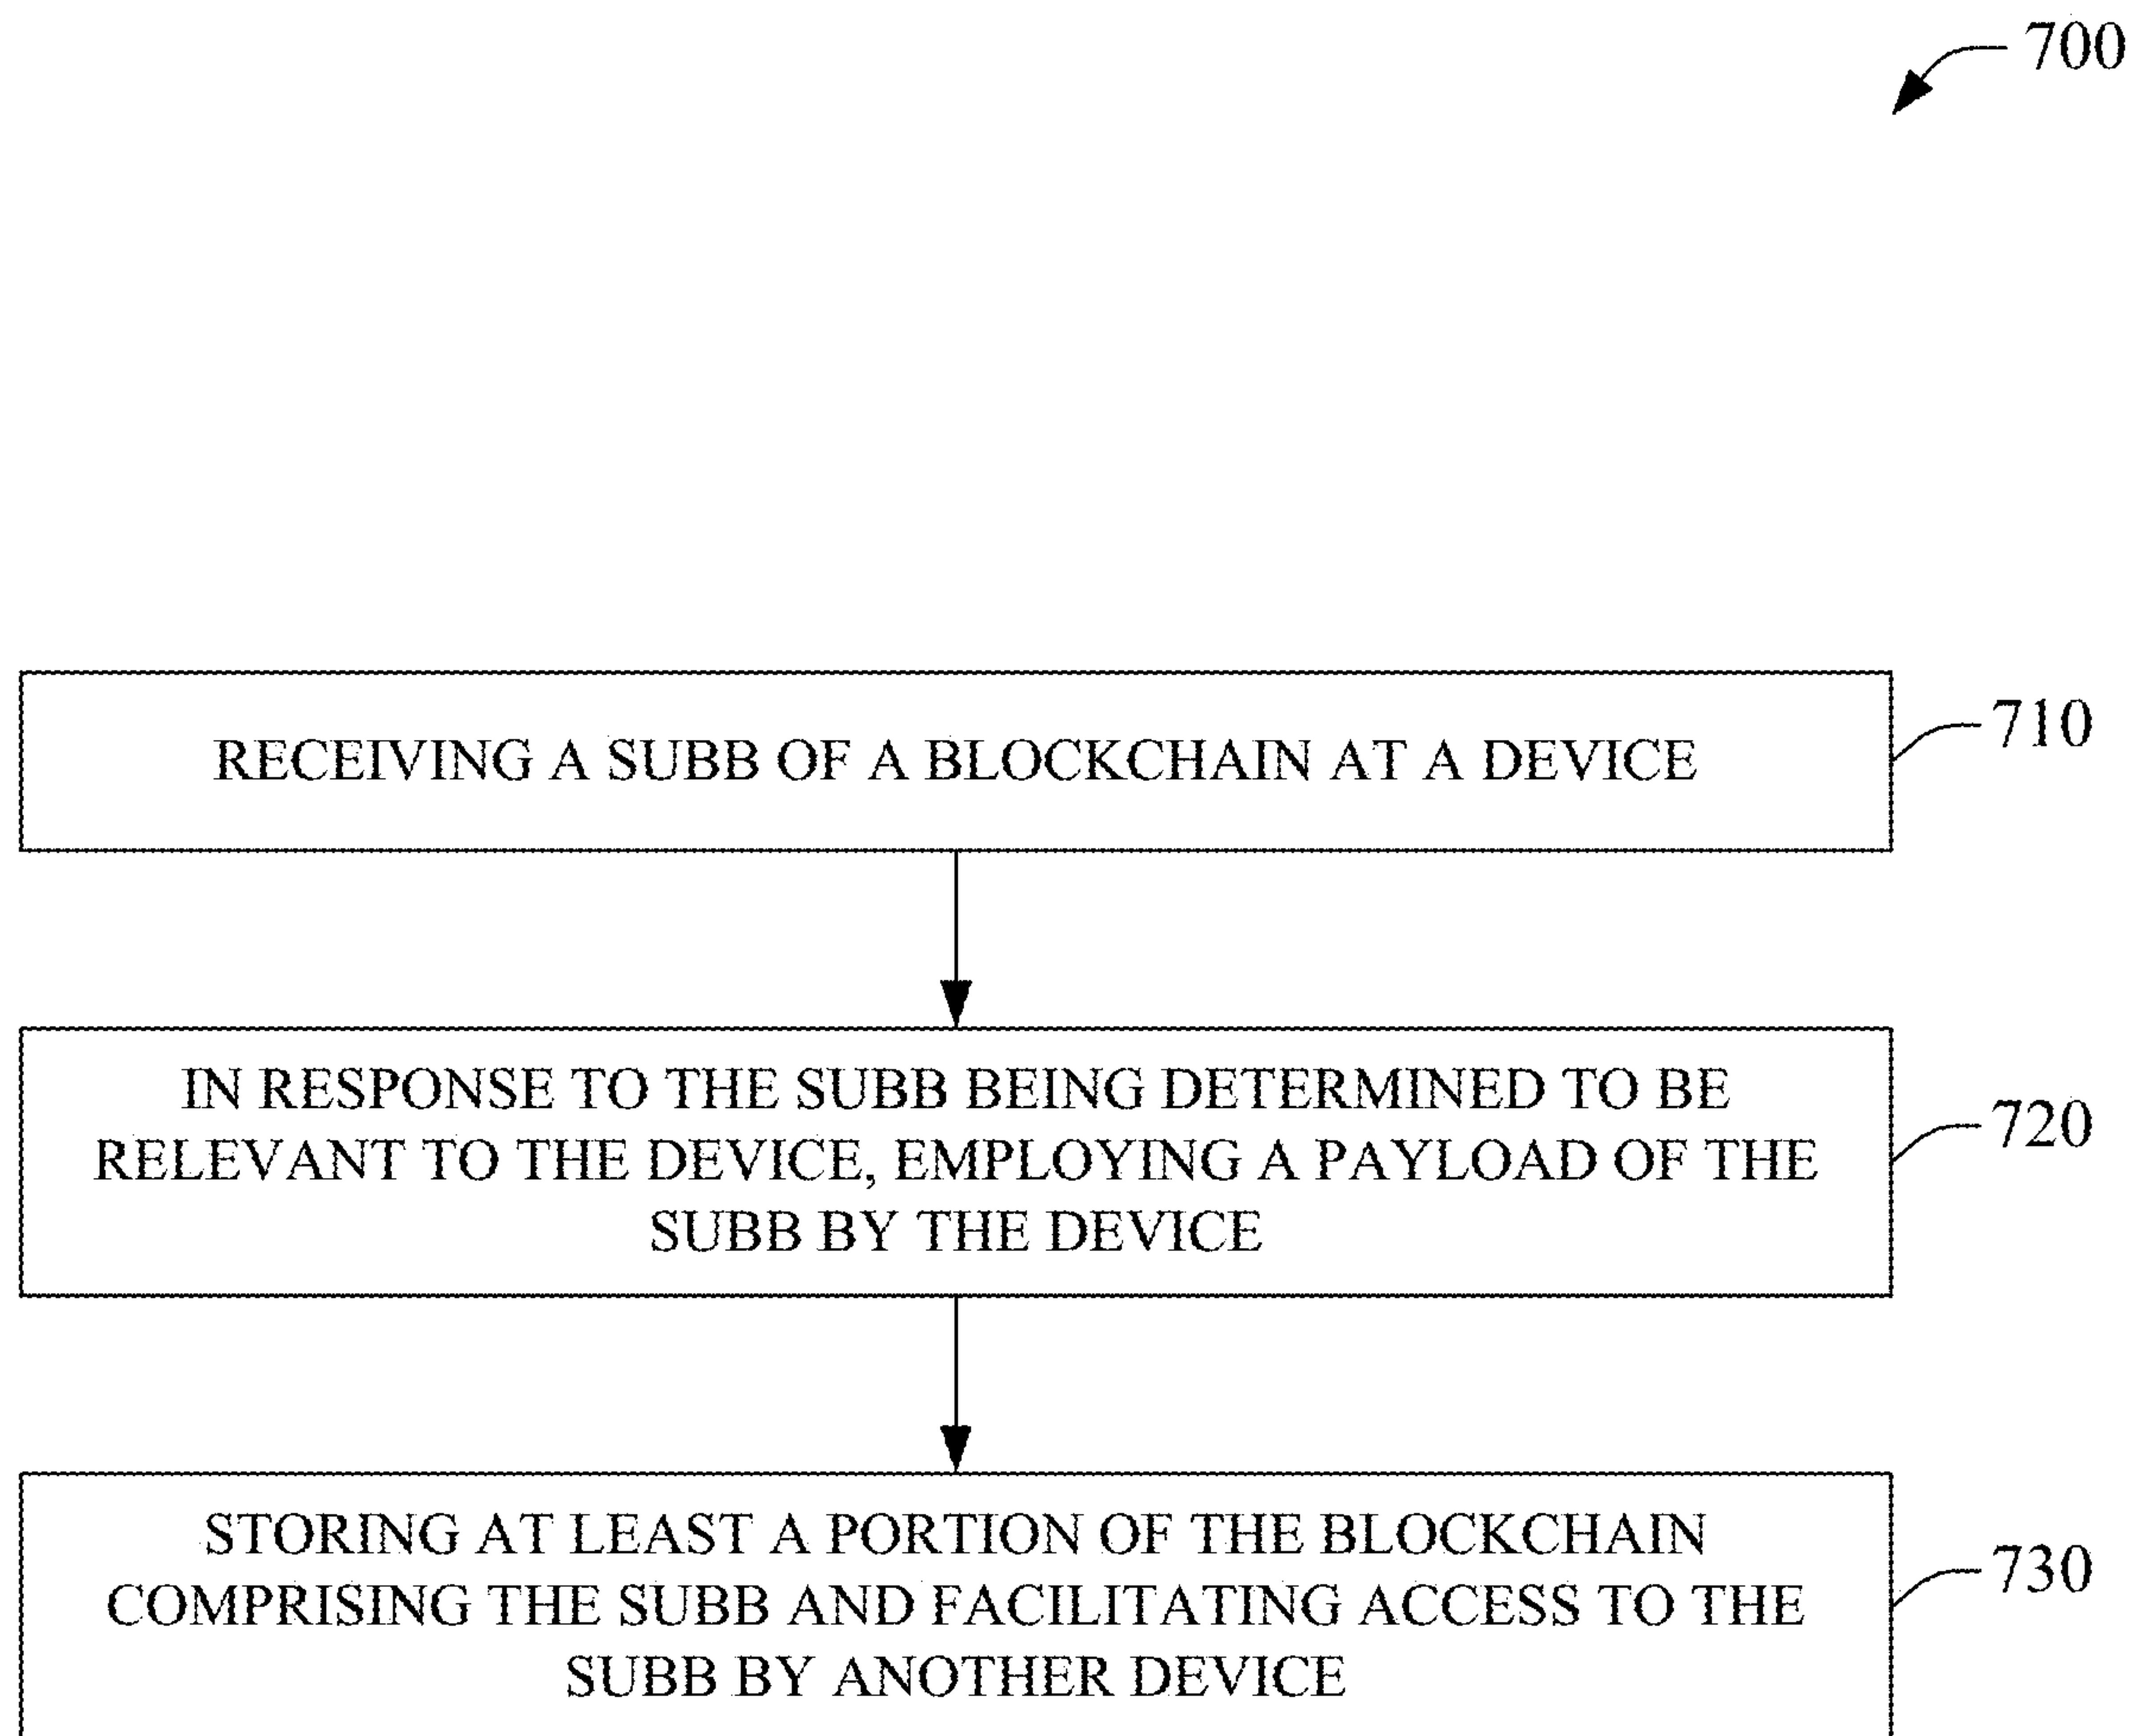 700
RECEIVING A SUBB OF A BLOCKCHAIN AT A DEVICE
710
IN RESPONSE TO THE SUBB BEING DETERMINED TO BE
RELEVANT TO THE DEVICE, EMPLOYING A PAYLOAD OF THE
SUBB BY THE DEVICE
720
STORING AT LEAST A PORTION OF THE BLOCKCHAIN
COMPRISING THE SUBB AND FACILITATING ACCESS TO THE
SUBB BY ANOTHER DEVICE
730